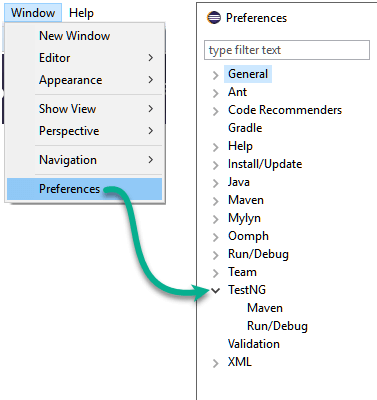 Window Help
New Window
Editor
Appearance
Show View
Perspective
Navigation
Preferences
Preferences
type filter text
General
Ant
Code Recommenders
Gradle
Help
Install/Update
Java
Maven
Mylyn
Oomph
Run/Debug
Team
TestNG
Maven
Run/Debug
Validation
XML